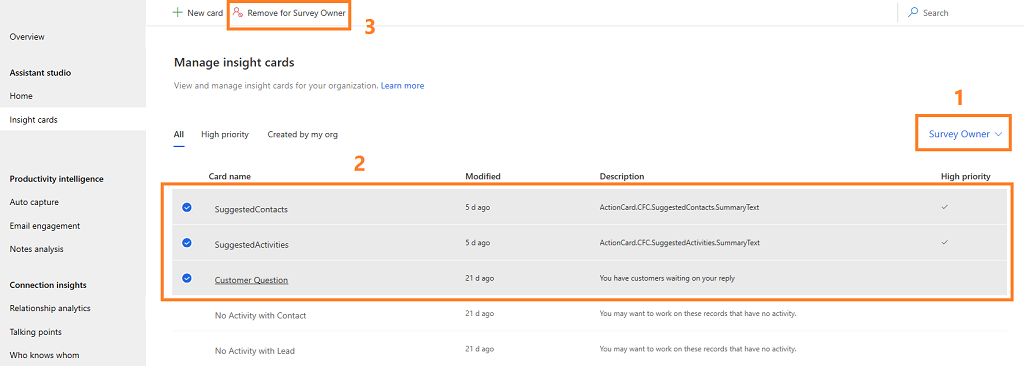 New card
Remove for Survey Owner
3
Search
Overview
Assistant studio
Home
Insight cards
Productivity intelligence
Auto capture
Email engagement
Notes analysis
Connection insights
Relationship analytics
Talking points
Who knows whom
Manage insight cards
View and manage insight cards for your organization. Learn more
1
All High priority Created by my org
Survey Owner
2
Card name Modified Description High priority
SuggestedContacts 5 d ago ActionCard.CFC.SuggestedContacts.SummaryText
SuggestedActivities 5 d ago ActionCard.CFC.SuggestedActivities.SummaryText
Customer Question 21 d ago You have customers waiting on your reply
No Activity with Contact 21 d ago You may want to work on these records that have no activity.
No Activity with Lead 21 d ago You may want to work on these records that have no activity.